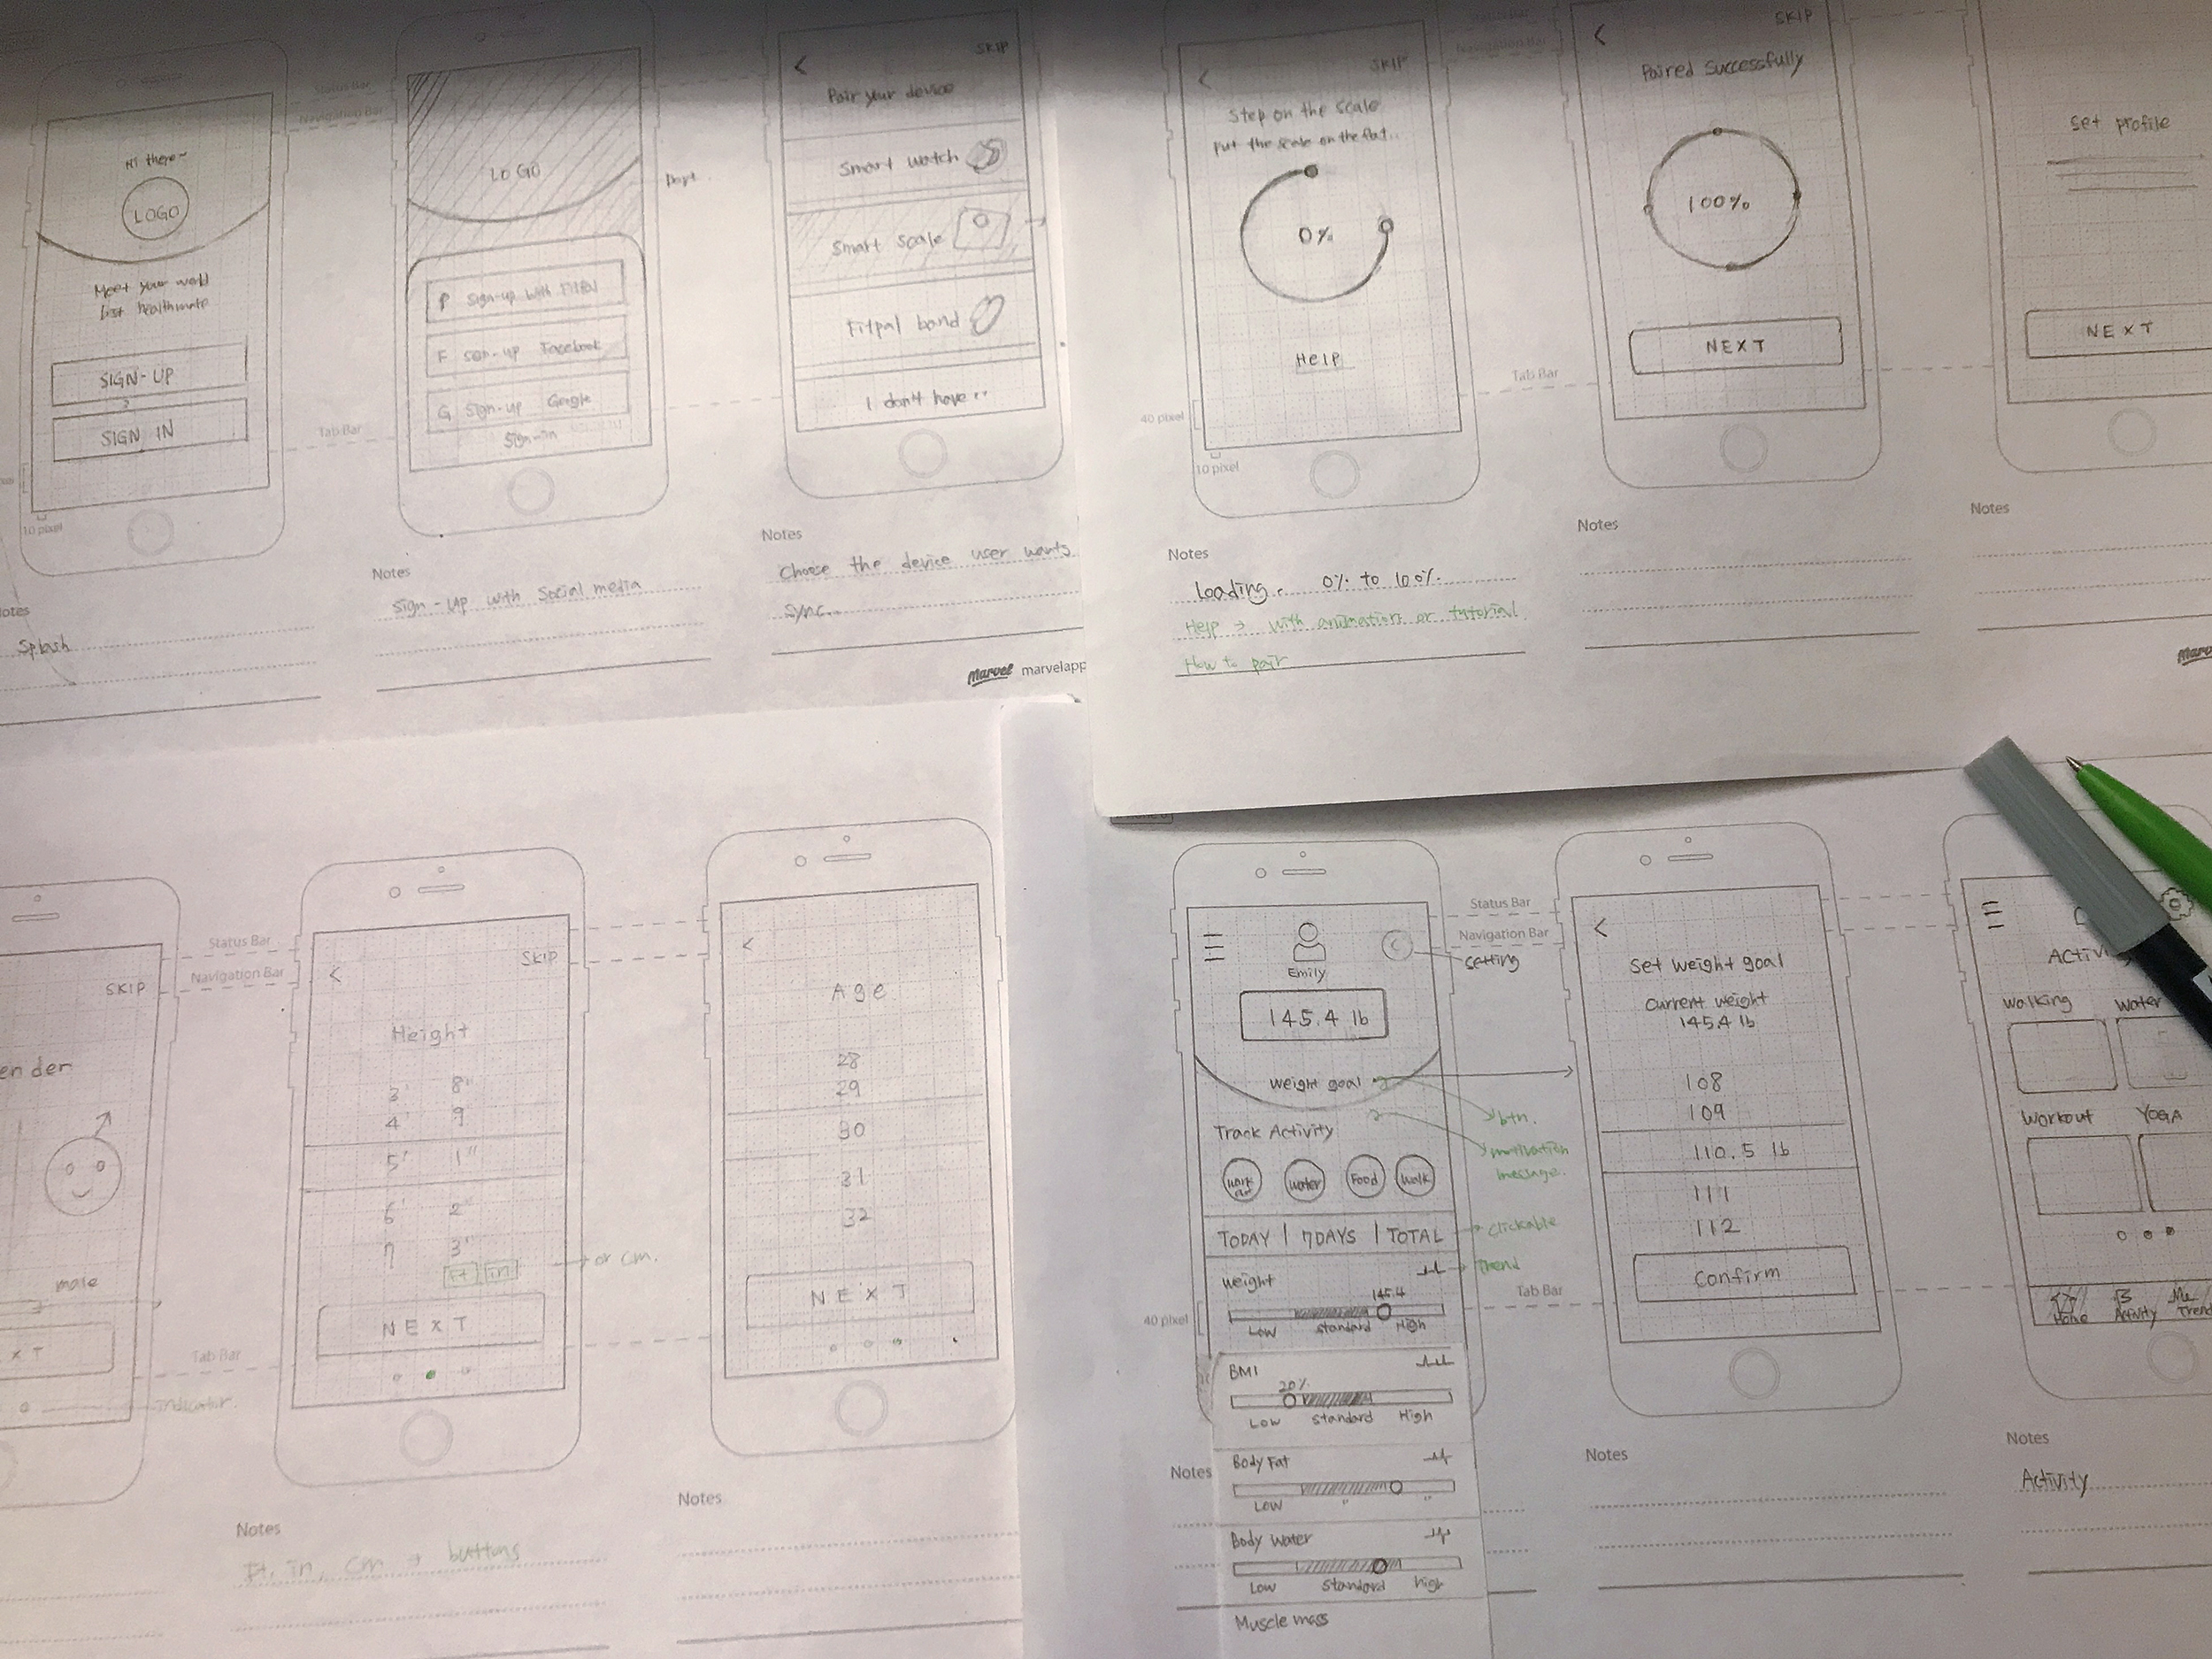 Hi there~
LOGO
Meet your world
best healthmate
SIGN-UP
SIGN IN
10 pixel
Notes
Splash
Status Bar
Navigation Bar
Tab Bar
LOGO
P Sign-up with
F Sign-up Facebook
G Sign-up Google
Sign-in
Notes
Sign-up with Social media
<
SKIP
Pair your device
Smart watch
Smart scale
Fitpal band
I don't have..
Notes
Choose the device user wants
Sync..
Marvel marvelapp
<
SKIP
Step on the scale
Put the scale on the flat..
0%
HELP
40 pixel
10 pixel
Notes
Loading. 0% to 100%.
Help → with animation or tutorial
How to pair
Status Bar
Navigation Bar
Tab Bar
<
SKIP
Paired Successfully
100%
NEXT
Notes
Set profile
NEXT
Notes
SKIP
ender
male
XT
Status Bar
Navigation Bar
Tab Bar
indicator.
<
SKIP
Height
3' 8"
4' 9
5' 1"
6' 2"
7 3'
ft in
→ or cm.
NEXT
Notes
ft. in, cm → buttons
<
Age
28
29
30
31
32
NEXT
Notes
Emily
Setting
145.4 lb
Weight goal
btn.
motivation
message.
Track Activity
work out
water
Food
Walk
TODAY | 7DAYS | TOTAL
→ clickable
Weight
→ Trend
145.4
Low Standard High
40 pixel
BMI
20%
Low Standard High
Body Fat
Low " "
Body Water
Low Standard high
Muscle mass
Notes
Status Bar
Navigation Bar
Tab Bar
<
Set weight goal
Current weight
145.4 lb
108
109
110.5 lb
111
112
Confirm
Notes
Walking
Water
Workout
YOGA
Home
Activity
Trend
Notes
Activity